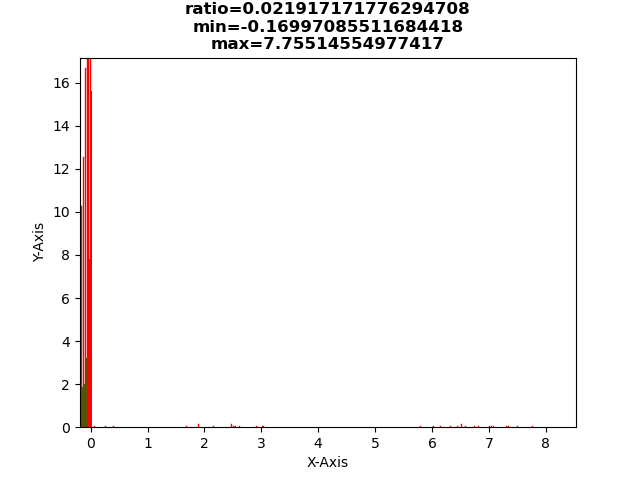 ratio=0.021917171776294708
min=-0.16997085511684418
max=7.75514554977417
16
14
12
10
8
6
4
2
0
Y-Axis
0 1 2 3 4 5 6 7 8
X-Axis